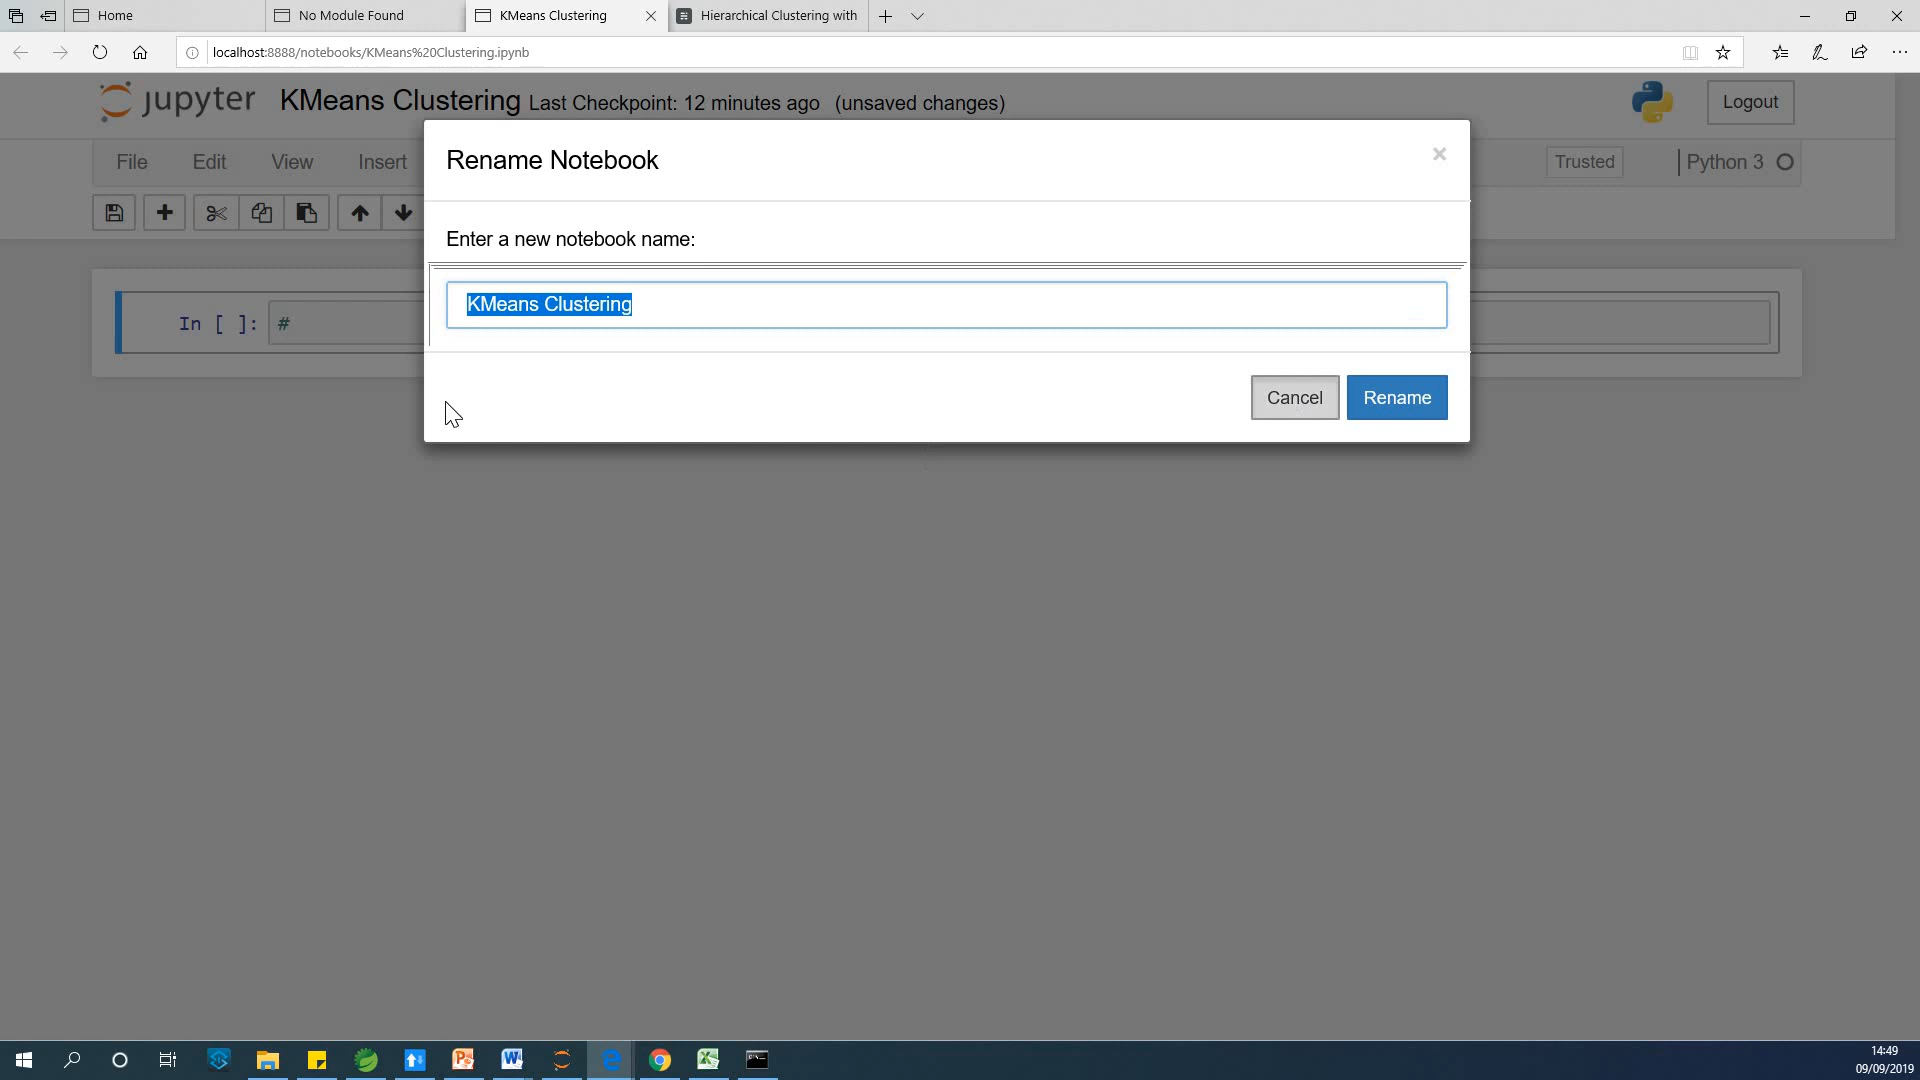 Home
No Module Found
KMeans Clustering
Hierarchical Clustering with
localhost:8888/notebooks/KMeans%20Clustering.ipynb
jupyter KMeans Clustering Last Checkpoint: 12 minutes ago (unsaved changes)
Logout
File Edit View Insert
Trusted
Python 3
Rename Notebook
Enter a new notebook name:
KMeans Clustering
In [ ]: #
Cancel Rename
14:49
09/09/2019